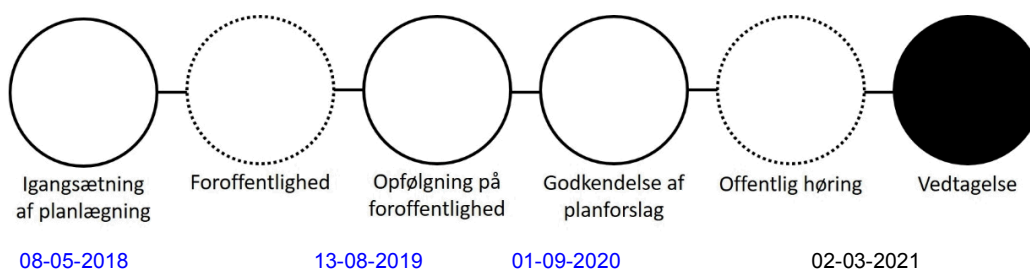 Igangsætning
af planlægning
Foroffentlighed
Opfølgning på
foroffentlighed
Godkendelse af
planforslag
Offentlig høring
Vedtagelse
08-05-2018
13-08-2019
01-09-2020
02-03-2021